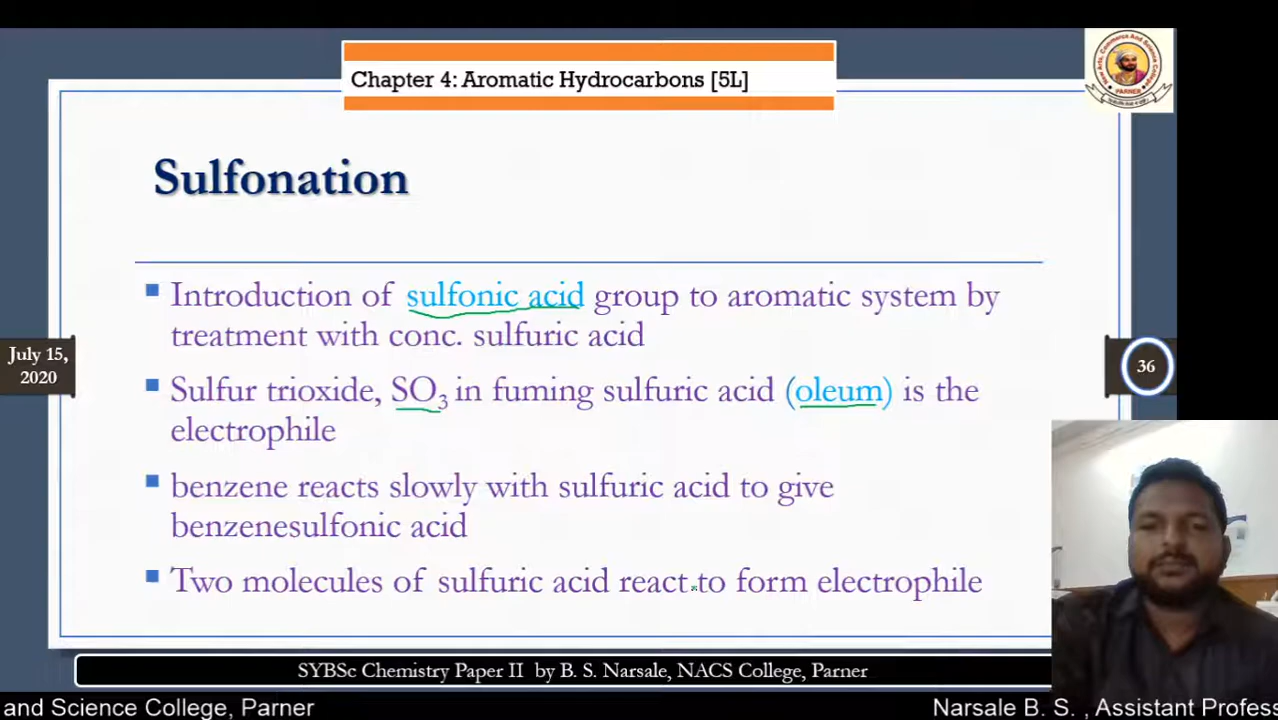 Chapter 4: Aromatic Hydrocarbons [5L]
Sulfonation
Introduction of sulfonic acid group to aromatic system by
treatment with conc. sulfuric acid
July 15,
2020
36
Sulfur trioxide, SO3 in fuming sulfuric acid (oleum) is the
electrophile
benzene reacts slowly with sulfuric acid to give
benzenesulfonic acid
Two molecules of sulfuric acid react to form electrophile
SYBSc Chemistry Paper II by B. S. Narsale, NACS College, Parner
and Science College, Parner
Narsale B. S. , Assistant Profess